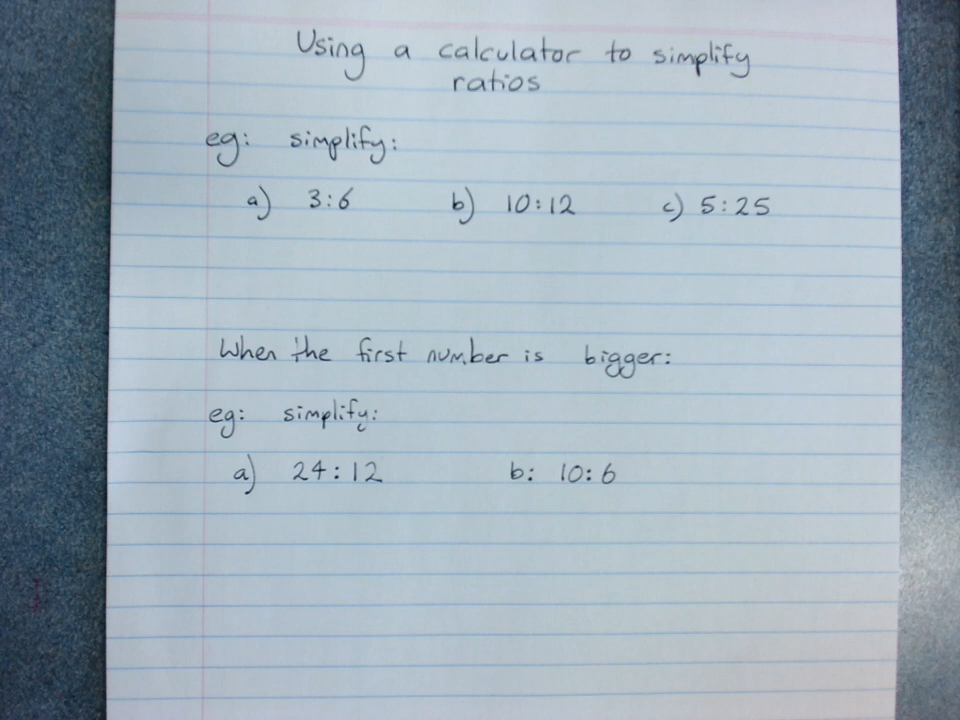 Using a calculator to simplify
ratios
eg: simplify:
a) 3:6 b) 10:12 c) 5:25
When the first number is bigger:
eg: simplify:
a) 24:12 b: 10:6